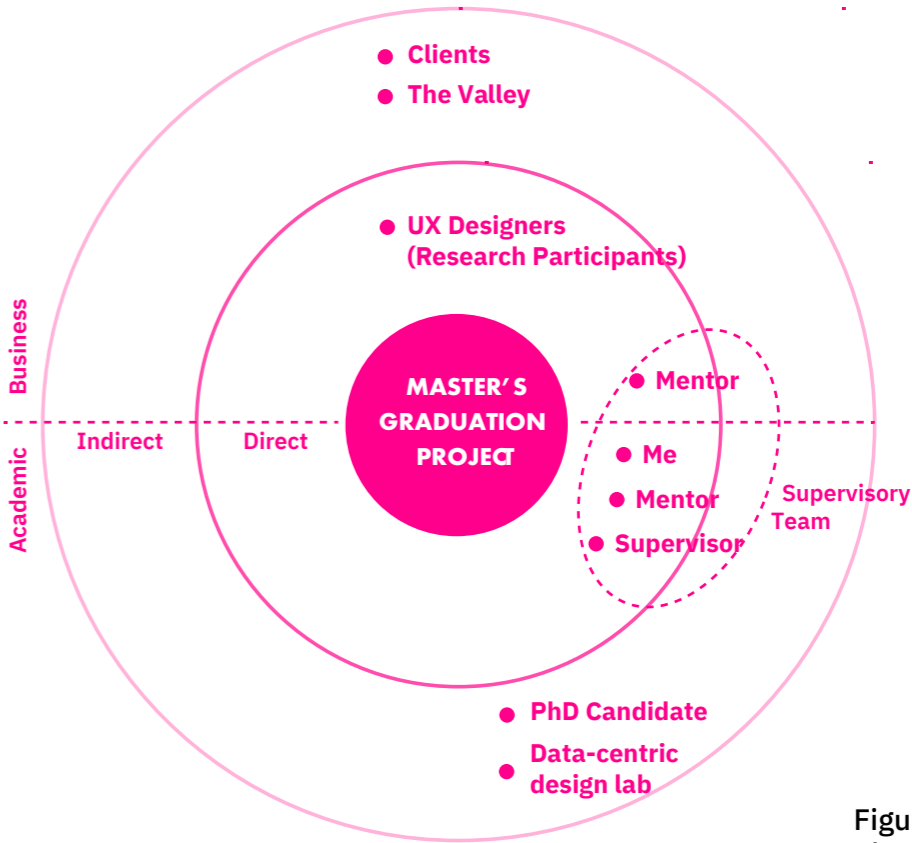 Clients
The Valley
UX Designers
(Research Participants)
Business
Academic
Indirect
Direct
MASTER'S
GRADUATION
PROJECT
Mentor
Me
Mentor
Supervisor
Supervisory
Team
PhD Candidate
Data-centric
design lab
Figu